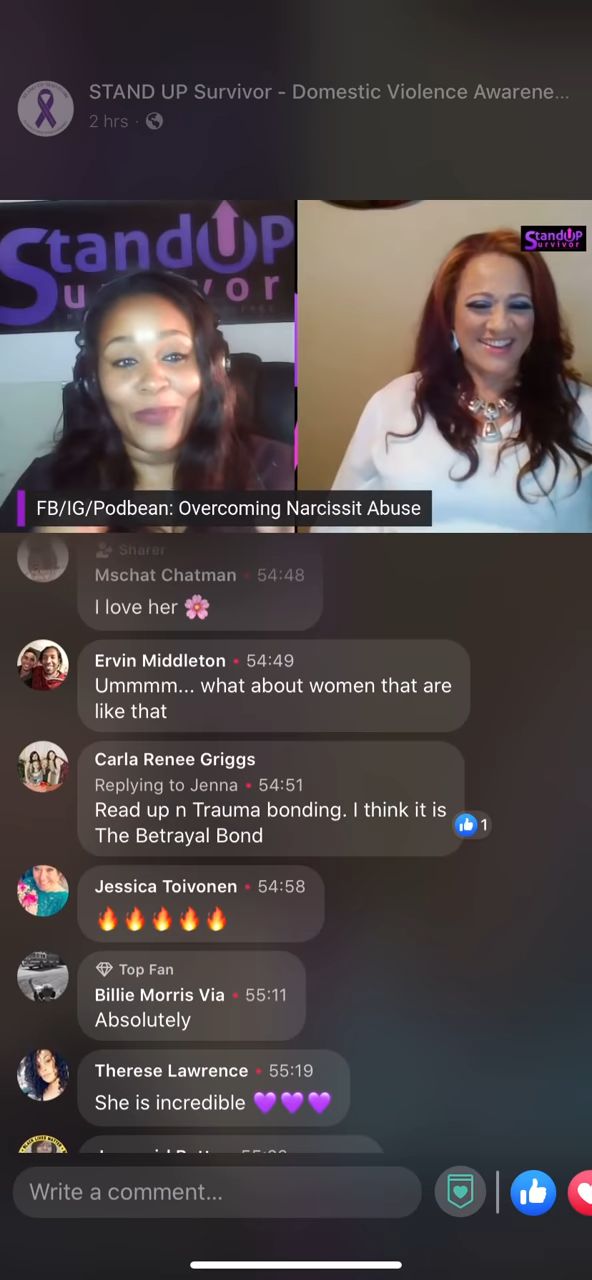 STAND UP Survivor - Domestic Violence Awarene...
2 hrs ·
StandUP
Survivor
StandUP
Survivor
FB/IG/Podbean: Overcoming Narcissit Abuse
Sharer
Mschat Chatman • 54:48
I love her 🌸
Ervin Middleton • 54:49
Ummmm... what about women that are
like that
Carla Renee Griggs
Replying to Jenna • 54:51
Read up n Trauma bonding. I think it is
The Betrayal Bond
1
Jessica Toivonen • 54:58
🔥🔥🔥🔥🔥
Top Fan
Billie Morris Via • 55:11
Absolutely
Therese Lawrence • 55:19
She is incredible 💜💜💜
Write a comment...